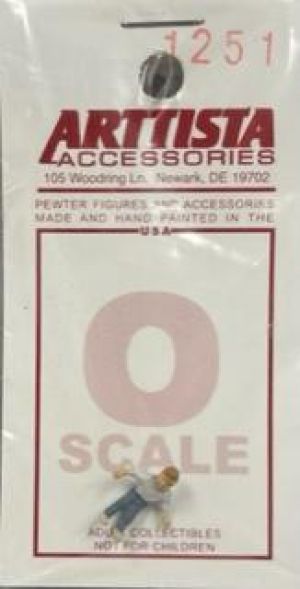 1251
ARTTISTA
ACCESSORIES
105 Woodring Ln. Newark, DE 19702
PEWTER FIGURES AND ACCESSORIES
MADE AND HAND PAINTED IN THE
USA
O
SCALE
ADULT COLLECTIBLES
NOT FOR CHILDREN